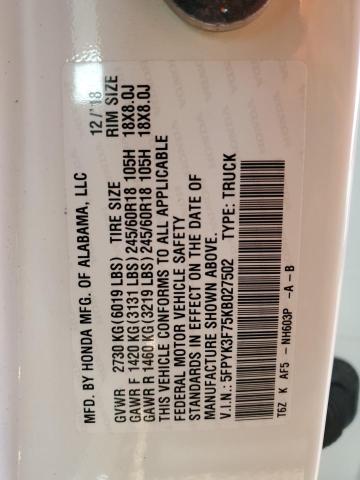 MFD. BY HONDA MFG. OF ALABAMA, LLC 12/'18
GVWR 2730 KG (6019 LBS) TIRE SIZE RIM SIZE
GAWR F 1420 KG (3131 LBS) 245/60R18 105H 18X8.0J
GAWR R 1460 KG (3219 LBS) 245/60R18 105H 18X8.0J
THIS VEHICLE CONFORMS TO ALL APPLICABLE
FEDERAL MOTOR VEHICLE SAFETY
STANDARDS IN EFFECT ON THE DATE OF
MANUFACTURE SHOWN ABOVE.
V.I.N.: 5FPYK3F75KB027502 TYPE: TRUCK
T6Z K AF5 - NH603P -A - B